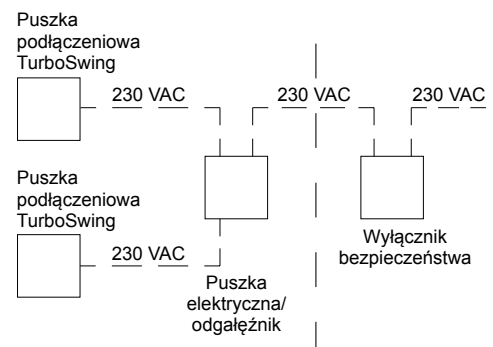 Puszka
podłączeniowa
TurboSwing
230 VAC
230 VAC
230 VAC
Puszka
podłączeniowa
TurboSwing
230 VAC
Puszka
elektryczna/
odgałęźnik
Wyłącznik
bezpieczeństwa